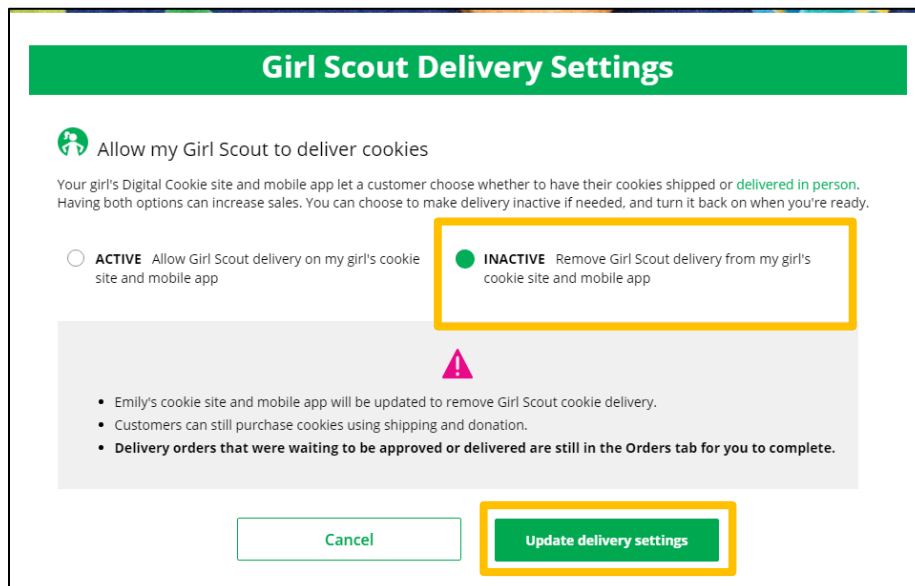 Girl Scout Delivery Settings
Allow my Girl Scout to deliver cookies
Your girl's Digital Cookie site and mobile app let a customer choose whether to have their cookies shipped or delivered in person.
Having both options can increase sales. You can choose to make delivery inactive if needed, and turn it back on when you're ready.
ACTIVE Allow Girl Scout delivery on my girl's cookie
site and mobile app
INACTIVE Remove Girl Scout delivery from my girl's
cookie site and mobile app
• Emily's cookie site and mobile app will be updated to remove Girl Scout cookie delivery.
• Customers can still purchase cookies using shipping and donation.
• Delivery orders that were waiting to be approved or delivered are still in the Orders tab for you to complete.
Cancel
Update delivery settings